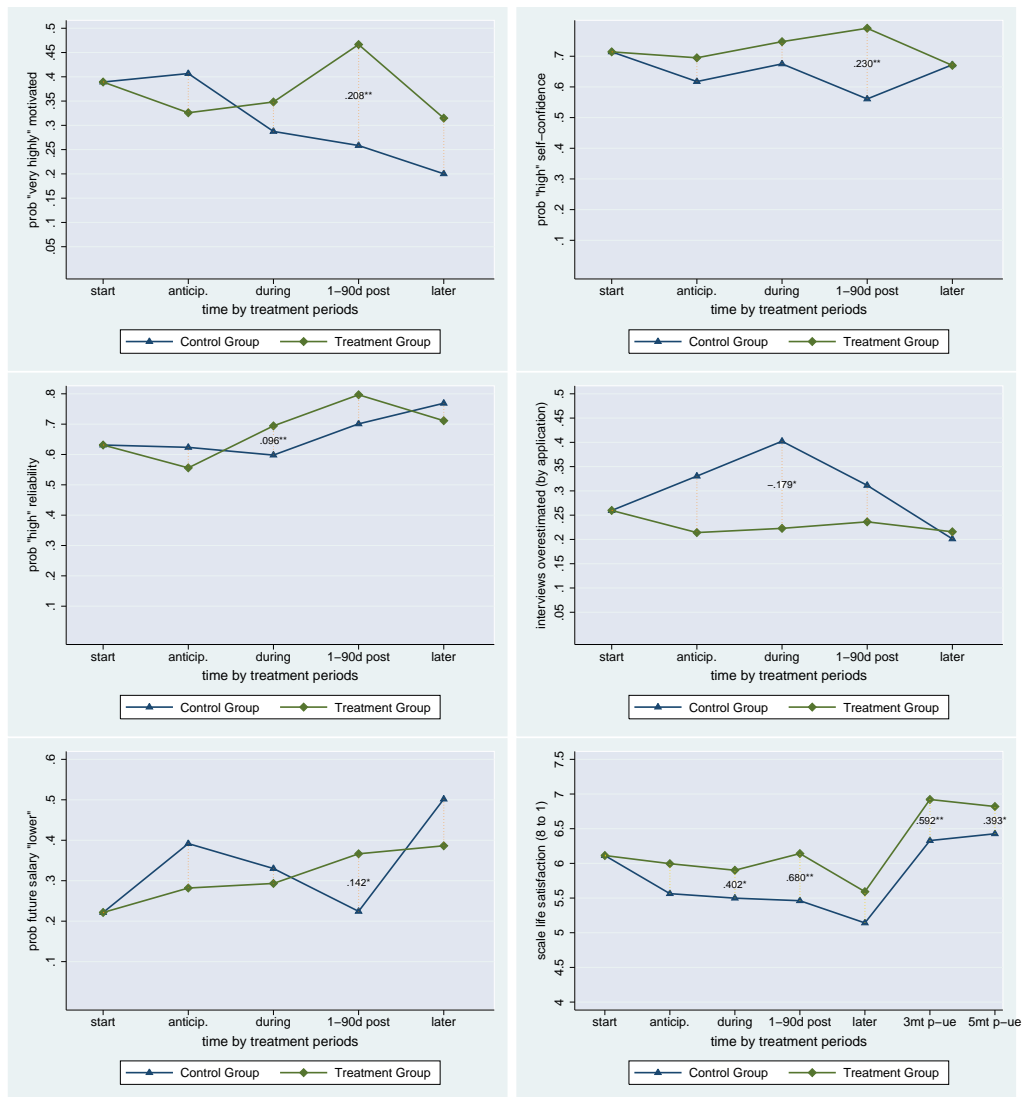 prob "very highly" motivated
.5
.45
.4
.35
.3
.25
.2
.15
.1
.05
.208**
start anticip. during 1−90d post later
time by treatment periods
Control Group Treatment Group
prob "high" self−confidence
.7
.6
.5
.4
.3
.2
.1
.230**
start anticip. during 1−90d post later
time by treatment periods
Control Group Treatment Group
prob "high" reliability
.8
.7
.6
.5
.4
.3
.2
.1
.096**
start anticip. during 1−90d post later
time by treatment periods
Control Group Treatment Group
interviews overestimated (by application)
.5
.45
.4
.35
.3
.25
.2
.15
.1
.05
−.179*
start anticip. during 1−90d post later
time by treatment periods
Control Group Treatment Group
prob future salary "lower"
.6
.5
.4
.3
.2
.1
.142*
start anticip. during 1−90d post later
time by treatment periods
Control Group Treatment Group
scale life satisfaction (8 to 1)
7.5
7
6.5
6
5.5
5
4.5
4
.402* .680** .592** .393*
start anticip. during 1−90d post later 3mt p−ue 5mt p−ue
time by treatment periods
Control Group Treatment Group